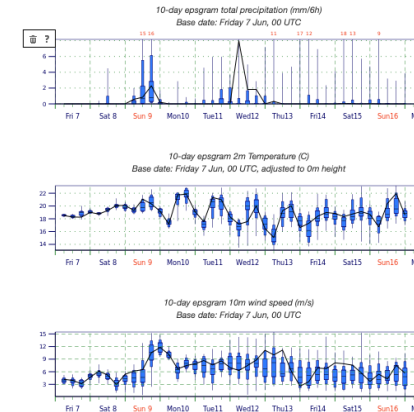 10-day epsgram total precipitation (mm/6h)
Base date: Friday 7 Jun, 00 UTC
?
15 16 11 17 12 18 13 9
8
6
4
2
0
Fri 7 Sat 8 Sun 9 Mon10 Tue11 Wed12 Thu13 Fri14 Sat15 Sun16
10-day epsgram 2m Temperature (C)
Base date: Friday 7 Jun, 00 UTC, adjusted to 0m height
22
20
18
16
14
Fri 7 Sat 8 Sun 9 Mon10 Tue11 Wed12 Thu13 Fri14 Sat15 Sun16
10-day epsgram 10m wind speed (m/s)
Base date: Friday 7 Jun, 00 UTC
15
12
9
6
3
Fri 7 Sat 8 Sun 9 Mon10 Tue11 Wed12 Thu13 Fri14 Sat15 Sun16